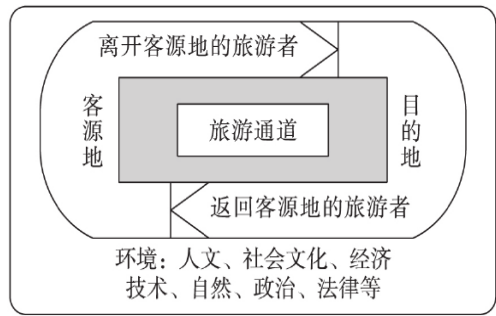 离开客源地的旅游者
客源地
旅游通道
目的地
返回客源地的旅游者
环境：人文、社会文化、经济
技术、自然、政治、法律等